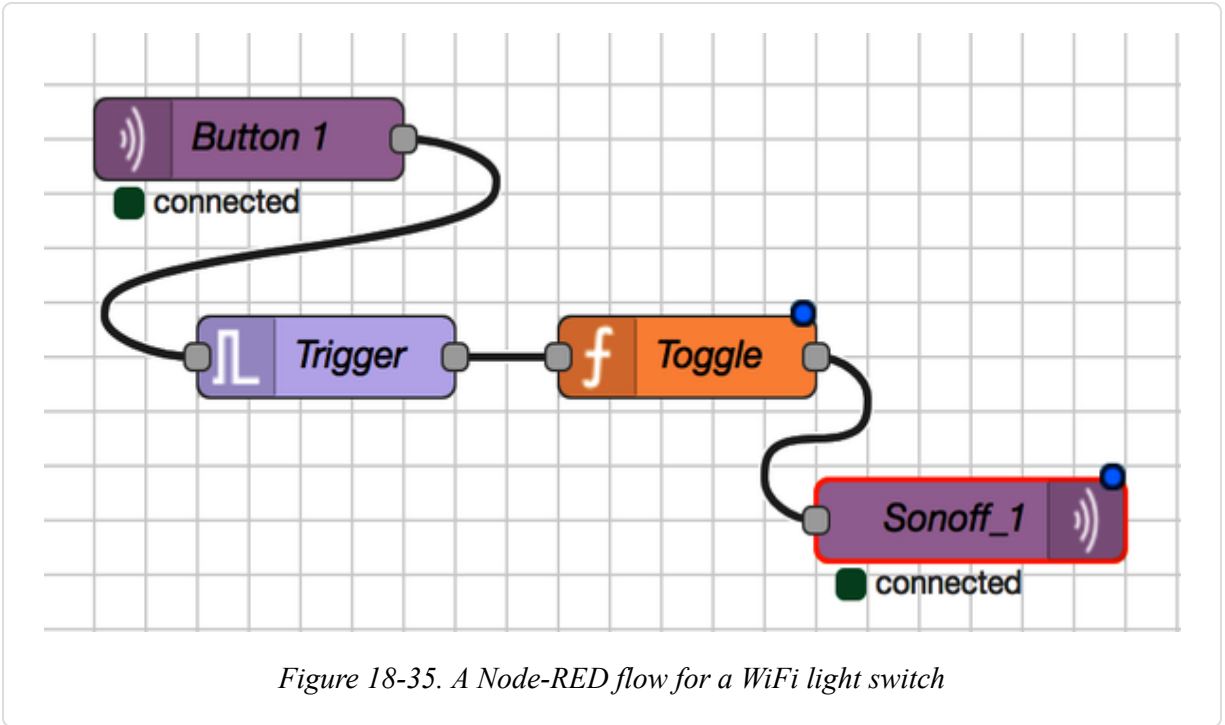 Button 1
connected
Trigger
Toggle
Sonoff_1
connected
Figure 18-35. A Node-RED flow for a WiFi light switch